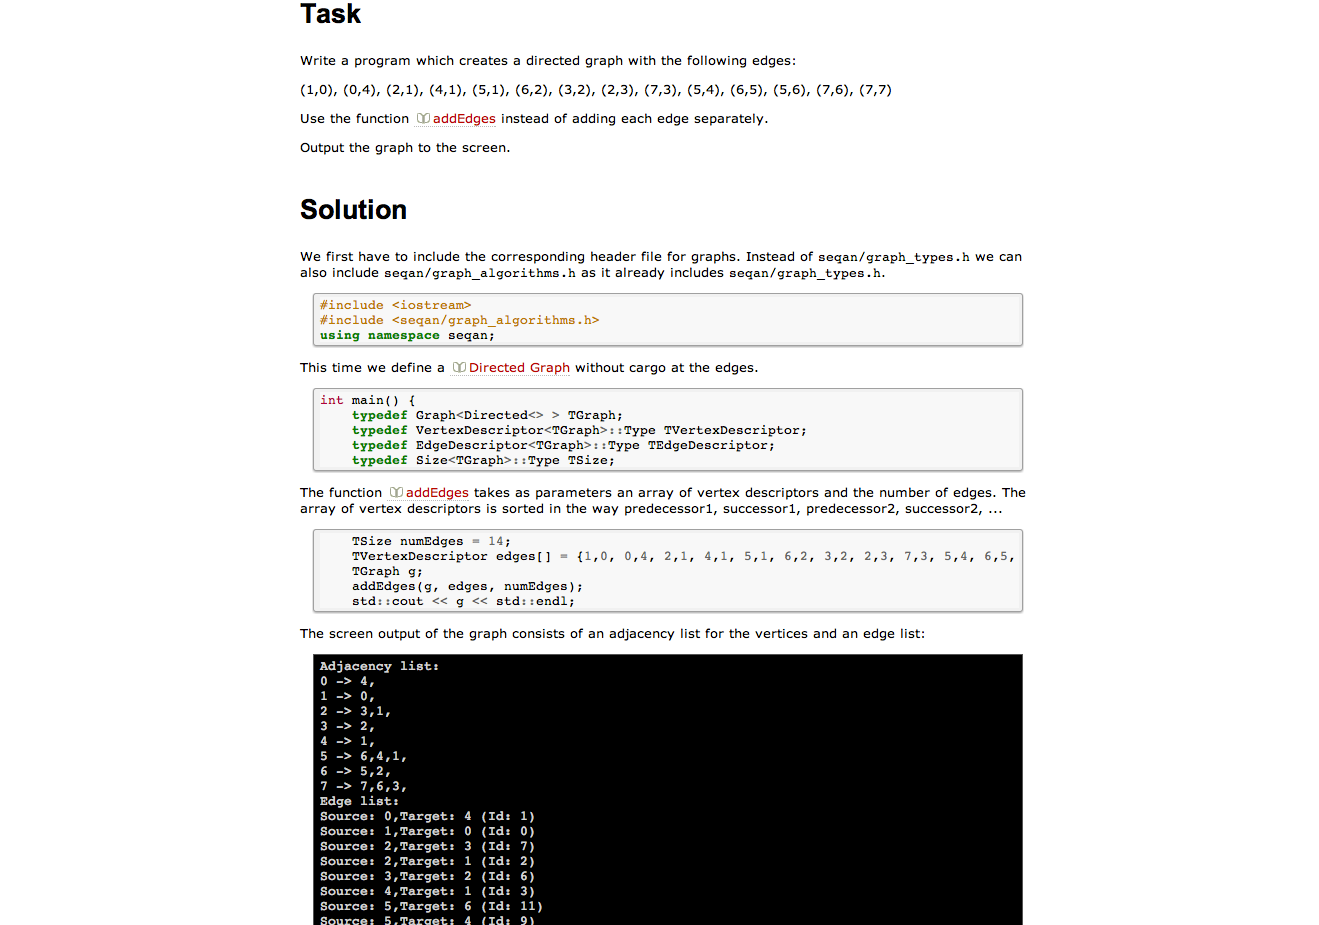 Task
Write a program which creates a directed graph with the following edges:
(1,0), (0,4), (2,1), (4,1), (5,1), (6,2), (3,2), (2,3), (7,3), (5,4), (6,5), (5,6), (7,6), (7,7)
Use the function addEdges instead of adding each edge separately.
Output the graph to the screen.
Solution
We first have to include the corresponding header file for graphs. Instead of seqan/graph_types.h we can
also include seqan/graph_algorithms.h as it already includes seqan/graph_types.h.
#include <iostream>
#include <seqan/graph_algorithms.h>
using namespace seqan;
This time we define a Directed Graph without cargo at the edges.
int main() {
    typedef Graph<Directed<> > TGraph;
    typedef VertexDescriptor<TGraph>::Type TVertexDescriptor;
    typedef EdgeDescriptor<TGraph>::Type TEdgeDescriptor;
    typedef Size<TGraph>::Type TSize;
The function addEdges takes as parameters an array of vertex descriptors and the number of edges. The
array of vertex descriptors is sorted in the way predecessor1, successor1, predecessor2, successor2, ...
    TSize numEdges = 14;
    TVertexDescriptor edges[] = {1,0, 0,4, 2,1, 4,1, 5,1, 6,2, 3,2, 2,3, 7,3, 5,4, 6,5,
    TGraph g;
    addEdges(g, edges, numEdges);
    std::cout << g << std::endl;
The screen output of the graph consists of an adjacency list for the vertices and an edge list:
Adjacency list:
0 -> 4,
1 -> 0,
2 -> 3,1,
3 -> 2,
4 -> 1,
5 -> 6,4,1,
6 -> 5,2,
7 -> 7,6,3,
Edge list:
Source: 0,Target: 4 (Id: 1)
Source: 1,Target: 0 (Id: 0)
Source: 2,Target: 3 (Id: 7)
Source: 2,Target: 1 (Id: 2)
Source: 3,Target: 2 (Id: 6)
Source: 4,Target: 1 (Id: 3)
Source: 5,Target: 6 (Id: 11)
Source: 5,Target: 4 (Id: 9)